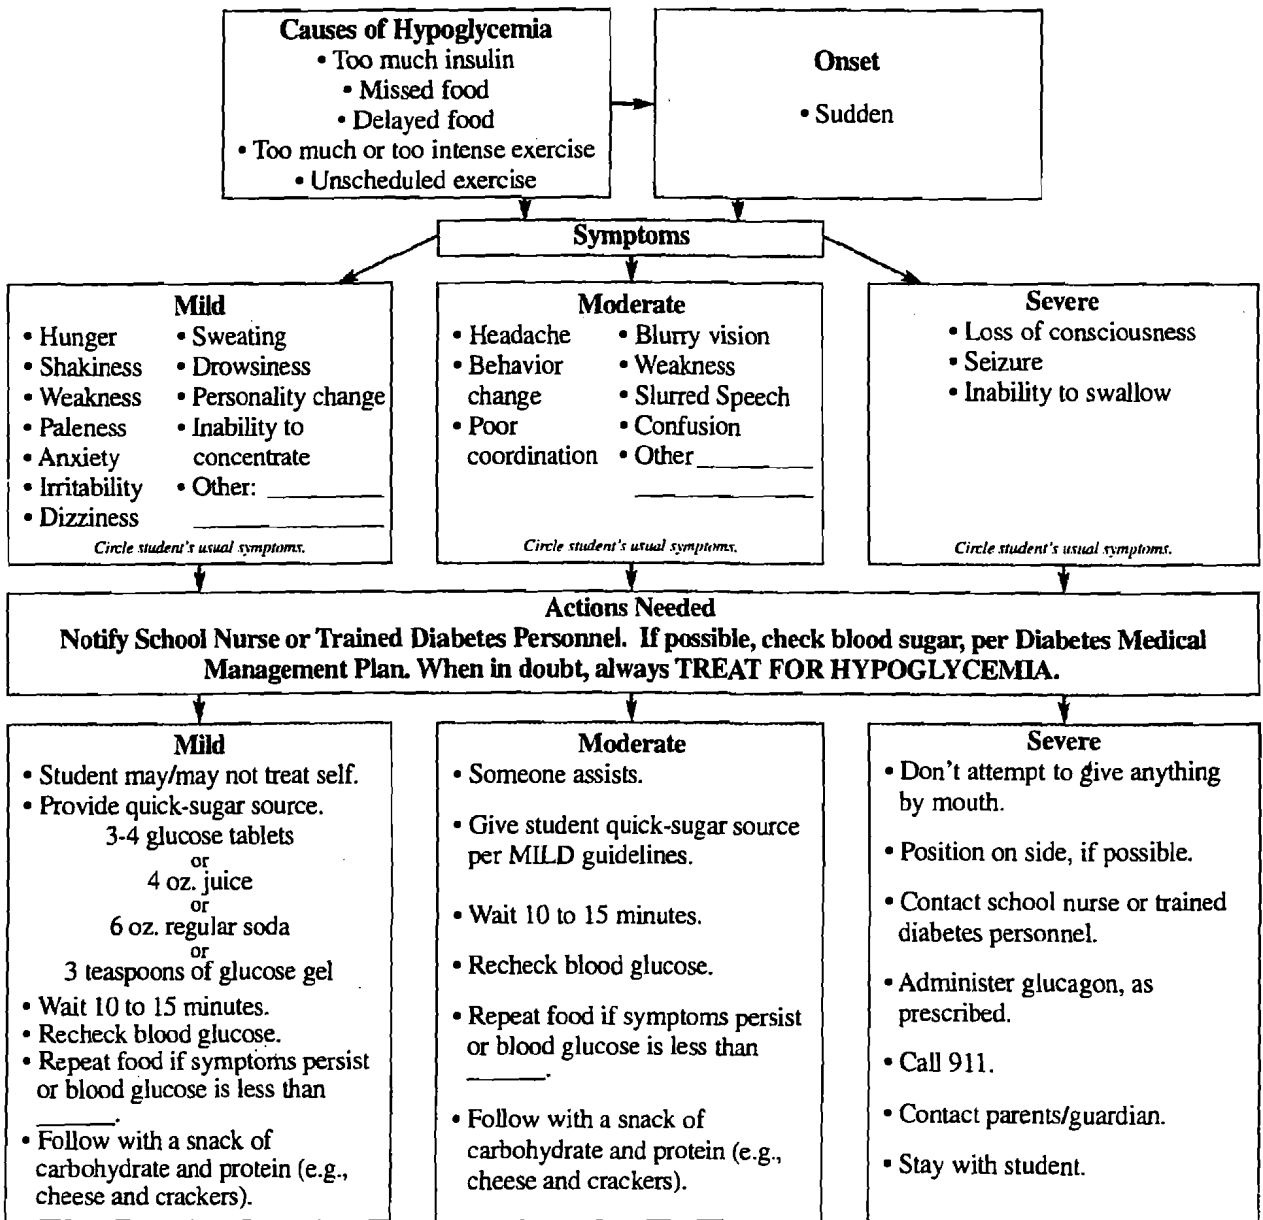 Causes of Hypoglycemia
• Too much insulin
• Missed food
• Delayed food
• Too much or too intense exercise
• Unscheduled exercise
Onset
• Sudden
Symptoms
Mild
• Hunger
• Shakiness
• Weakness
• Paleness
• Anxiety
• Irritability
• Dizziness
• Sweating
• Drowsiness
• Personality change
• Inability to
concentrate
• Other: __________
__________
Circle student's usual symptoms.
Moderate
• Headache
• Behavior
change
• Poor
coordination
• Blurry vision
• Weakness
• Slurred Speech
• Confusion
• Other __________
__________
Circle student's usual symptoms.
Severe
• Loss of consciousness
• Seizure
• Inability to swallow
Circle student's usual symptoms.
Actions Needed
Notify School Nurse or Trained Diabetes Personnel. If possible, check blood sugar, per Diabetes Medical
Management Plan. When in doubt, always TREAT FOR HYPOGLYCEMIA.
Mild
• Student may/may not treat self.
• Provide quick-sugar source.
3-4 glucose tablets
or
4 oz. juice
or
6 oz. regular soda
or
3 teaspoons of glucose gel
• Wait 10 to 15 minutes.
• Recheck blood glucose.
• Repeat food if symptoms persist
or blood glucose is less than
______.
• Follow with a snack of
carbohydrate and protein (e.g.,
cheese and crackers).
Moderate
• Someone assists.
• Give student quick-sugar source
per MILD guidelines.
• Wait 10 to 15 minutes.
• Recheck blood glucose.
• Repeat food if symptoms persist
or blood glucose is less than
______.
• Follow with a snack of
carbohydrate and protein (e.g.,
cheese and crackers).
Severe
• Don't attempt to give anything
by mouth.
• Position on side, if possible.
• Contact school nurse or trained
diabetes personnel.
• Administer glucagon, as
prescribed.
• Call 911.
• Contact parents/guardian.
• Stay with student.